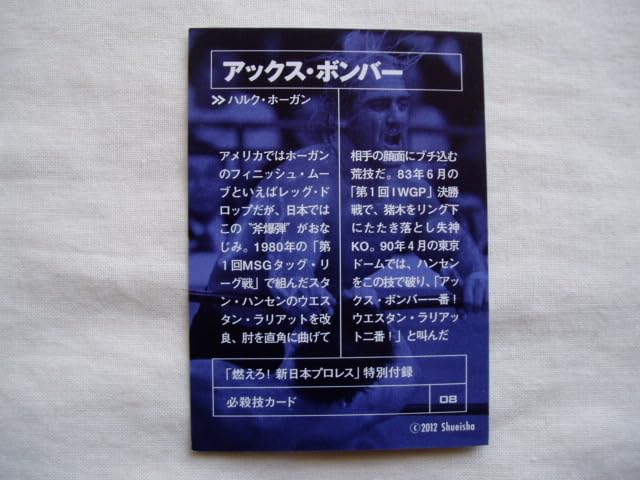 アックス・ボンバー
≫ハルク・ホーガン
アメリカではホーガン
のフィニッシュ・ムー
ブといえばレッグ・ド
ロップだが、日本では
この〝斧爆弾〟がおな
じみ。1980年の「第
1回MSGタッグ・リー
グ戦」で組んだスタ
ン・ハンセンのウエス
タン・ラリアットを改
良、肘を直角に曲げて
相手の顔面にブチ込む
荒技だ。83年6月の
「第1回IWGP」決勝
戦で、猪木をリング下
にたたき落とし失神
KO。90年4月の東京
ドームでは、ハンセン
をこの技で破り、「アッ
クス・ボンバー一番！
ウエスタン・ラリアッ
ト二番！」と叫んだ
「燃えろ！新日本プロレス」特別付録
必殺技カード 08
©2012 Shueisha